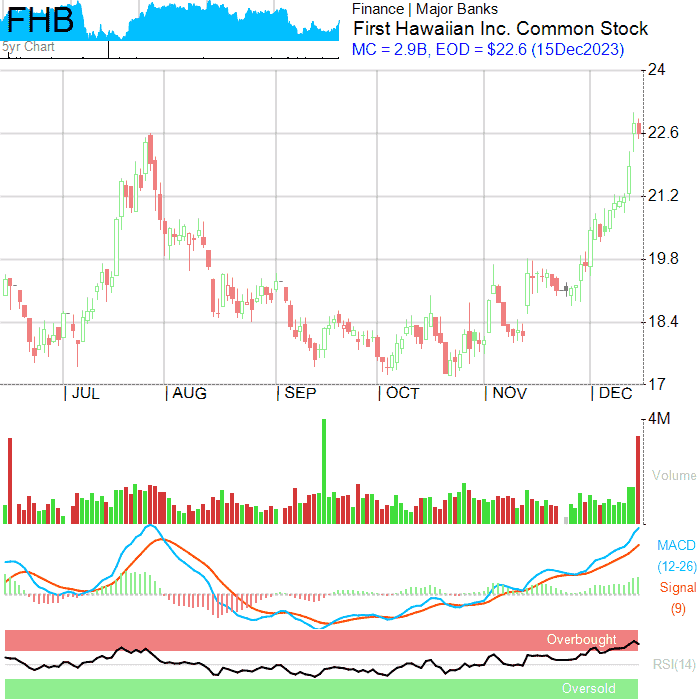 FHB
5yr Chart
Finance | Major Banks
First Hawaiian Inc. Common Stock
MC = 2.9B, EOD = $22.6 (15Dec2023)
24
22.6
21.2
19.8
18.4
17
| JUL | AUG | SEP | OCT | NOV | DEC
4M
Volume
MACD
(12-26)
Signal
(9)
Overbought
RSI(14)
Oversold